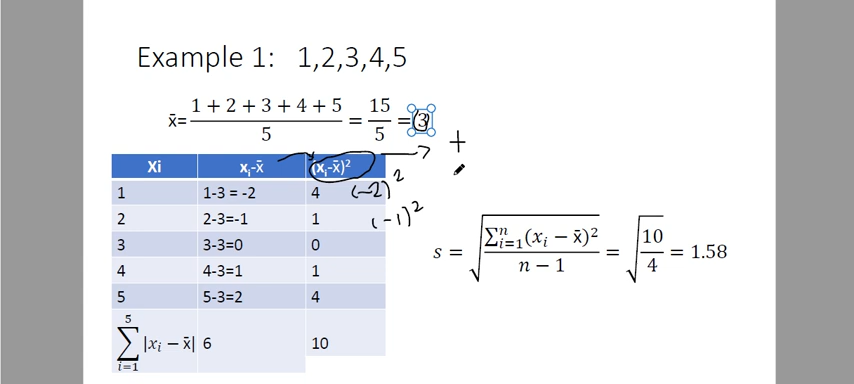 Example 1: 1,2,3,4,5
x̄= (1 + 2 + 3 + 4 + 5)/5 = 15/5 = 3
+
Xi xᵢ-x̄ (xᵢ-x̄)²
1 1-3 = -2 4 (-2)²
2 2-3=-1 1 (-1)²
3 3-3=0 0
4 4-3=1 1
5 5-3=2 4
∑ᵢ₌₁⁵ |xᵢ − x̄| 6 10
s = √(∑ᵢ₌₁ⁿ(xᵢ − x̄)²/(n − 1)) = √(10/4) = 1.58